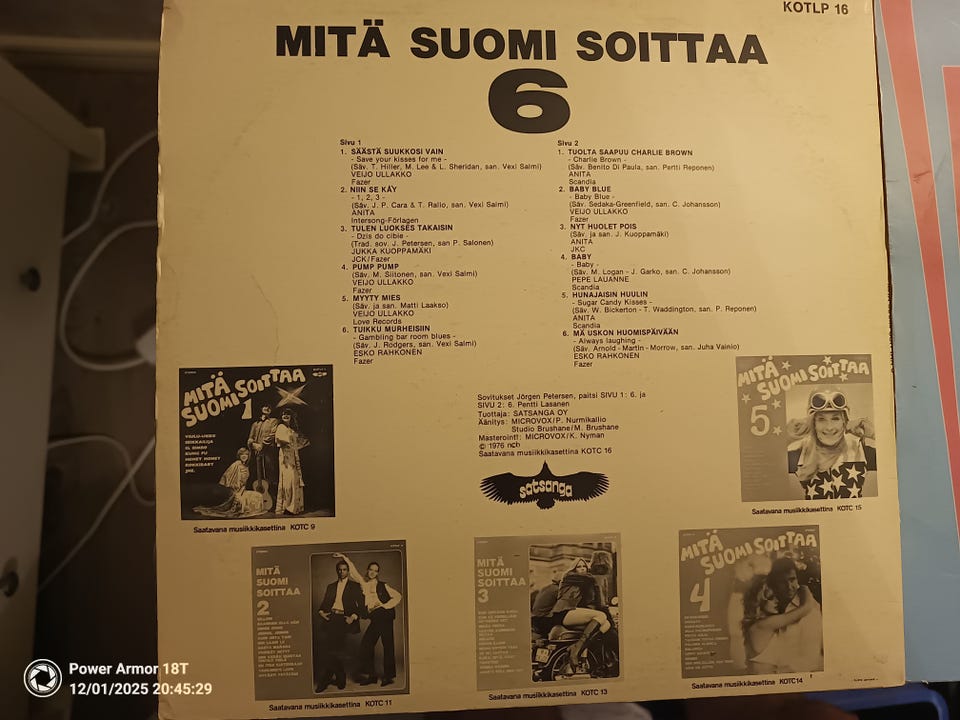 KOTLP 16
MITÄ SUOMI SOITTAA
6
Sivu 1
1. SÄÄSTÄ SUUKKOSI VAIN
- Save your kisses for me -
(Säv. T. Hiller, M. Lee & L. Sheridan, san. Vexi Salmi)
VEIJO ULLAKKO
Fazer
2. NIIN SE KÄY
- 1, 2, 3 -
(Säv. J. P. Cara & T. Rallo, san. Vexi Salmi)
ANITA
Intersong-Förlagen
3. TULEN LUOKSES TAKAISIN
- Dzis do cibie -
(Trad. sov. J. Petersen, san P. Salonen)
JUKKA KUOPPAMÄKI
JCK/Fazer
4. PUMP PUMP
(Säv. M. Siitonen, san. Vexi Salmi)
VEIJO ULLAKKO
Fazer
5. MYYTY MIES
(Säv. ja san. Matti Laakso)
VEIJO ULLAKKO
Love Records
6. TUIKKU MURHEISIIN
- Gambling bar room blues -
(Säv. J. Rodgers, san. Vexi Salmi)
ESKO RAHKONEN
Fazer
Sivu 2
1. TUOLTA SAAPUU CHARLIE BROWN
- Charlie Brown -
(Säv. Benito Di Paula, san. Pertti Reponen)
ANITA
Scandia
2. BABY BLUE
- Baby Blue -
(Säv. Sedaka-Greenfield, san. C. Johansson)
VEIJO ULLAKKO
Fazer
3. NYT HUOLET POIS
(Säv. ja san. J. Kuoppamäki)
ANITA
JKC
4. BABY
- Baby -
(Säv. M. Logan - J. Garko, san. C. Johansson)
PEPE LAUANNE
Scandia
5. HUNAJAISIN HUULIN
- Sugar Candy Kisses -
(Säv. W. Bickerton - T. Waddington, san. P. Reponen)
ANITA
Scandia
6. MÄ USKON HUOMISPÄIVÄÄN
- Always laughing -
(Säv. Arnold - Martin - Morrow, san. Juha Vainio)
ESKO RAHKONEN
Fazer
Sovitukset Jörgen Petersen, paitsi SIVU 1: 6. ja
SIVU 2: 6. Pentti Lasanen
Tuottaja: SATSANGA OY
Äänitys: MICROVOX/P. Nurmikallio
Studio Brushane/M. Brushane
Masterointi: MICROVOX/K. Nyman
© 1976 ncb
Saatavana musiikkikasettina KOTC 16
satsanga
MITÄ
SUOMI SOITTAA
1
Saatavana musiikkikasettina KOTC 9
MITÄ
SUOMI SOITTAA
5
Saatavana musiikkikasettina KOTC 15
MITÄ
SUOMI
SOITTAA
2
Saatavana musiikkikasettina KOTC 11
MITÄ
SUOMI
SOITTAA
3
Saatavana musiikkikasettina KOTC 13
MITÄ
SUOMI SOITTAA
4
Saatavana musiikkikasettina KOTC14
Power Armor 18T
12/01/2025 20:45:29